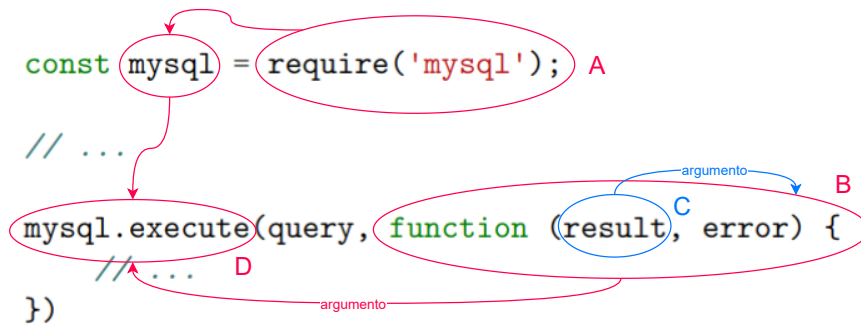 const mysql = require('mysql'); A
// ...
argumento
B
C
mysql.execute(query, function (result, error) {
D
// ...
argumento
})